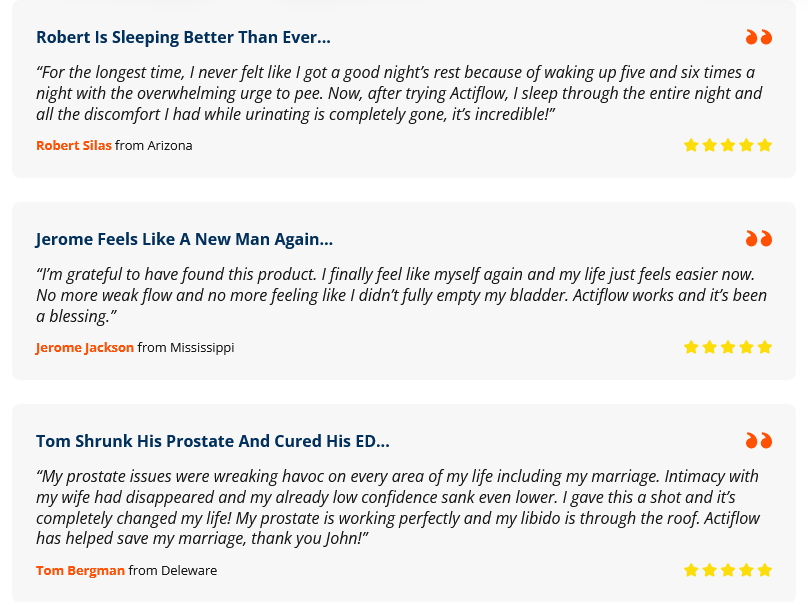 Robert Is Sleeping Better Than Ever...
“For the longest time, I never felt like I got a good night’s rest because of waking up five and six times a
night with the overwhelming urge to pee. Now, after trying Actiflow, I sleep through the entire night and
all the discomfort I had while urinating is completely gone, it’s incredible!”
Robert Silas from Arizona
Jerome Feels Like A New Man Again...
“I’m grateful to have found this product. I finally feel like myself again and my life just feels easier now.
No more weak flow and no more feeling like I didn’t fully empty my bladder. Actiflow works and it’s been
a blessing.”
Jerome Jackson from Mississippi
Tom Shrunk His Prostate And Cured His ED...
“My prostate issues were wreaking havoc on every area of my life including my marriage. Intimacy with
my wife had disappeared and my already low confidence sank even lower. I gave this a shot and it’s
completely changed my life! My prostate is working perfectly and my libido is through the roof. Actiflow
has helped save my marriage, thank you John!”
Tom Bergman from Deleware